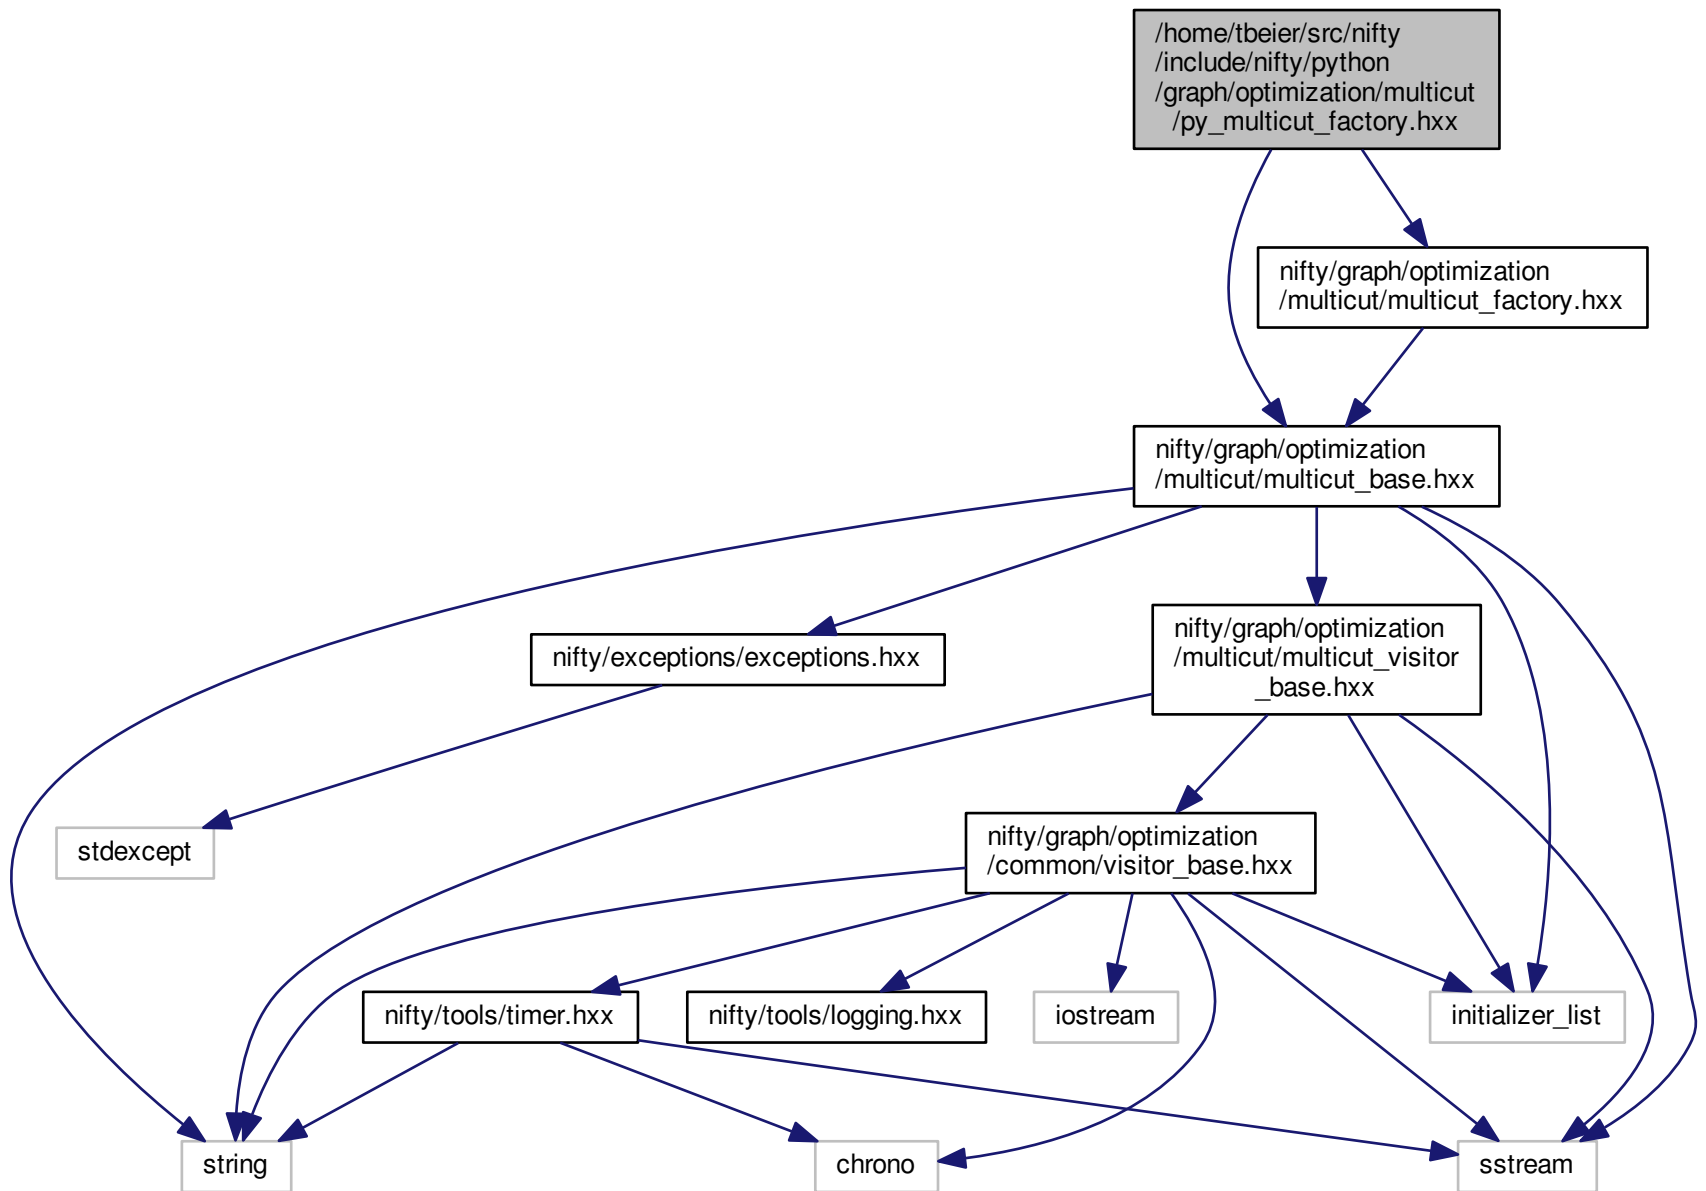 /home/tbeier/src/nifty
/include/nifty/python
/graph/optimization/multicut
/py_multicut_factory.hxx
nifty/graph/optimization
/multicut/multicut_factory.hxx
nifty/graph/optimization
/multicut/multicut_base.hxx
nifty/exceptions/exceptions.hxx
nifty/graph/optimization
/multicut/multicut_visitor
_base.hxx
stdexcept
nifty/graph/optimization
/common/visitor_base.hxx
nifty/tools/timer.hxx
nifty/tools/logging.hxx
iostream
initializer_list
string
chrono
sstream